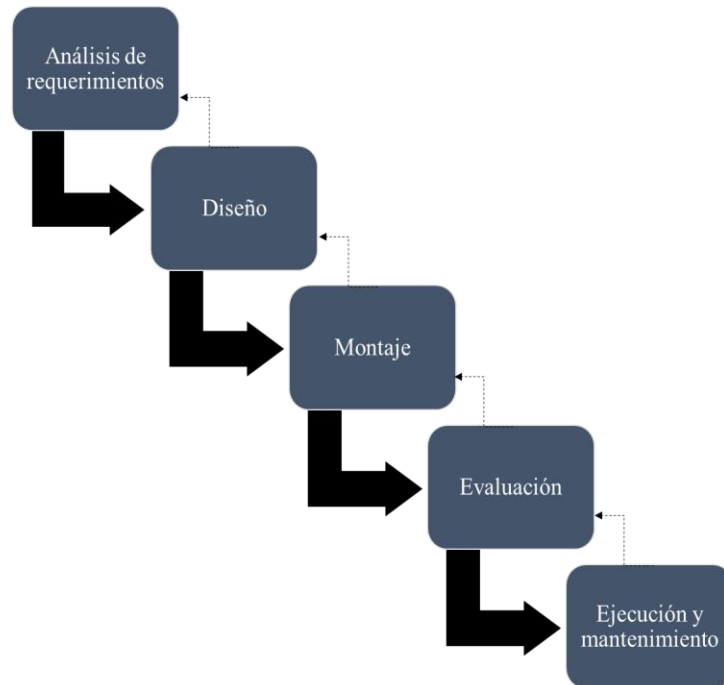 Análisis de
requerimientos
Diseño
Montaje
Evaluación
Ejecución y
mantenimiento